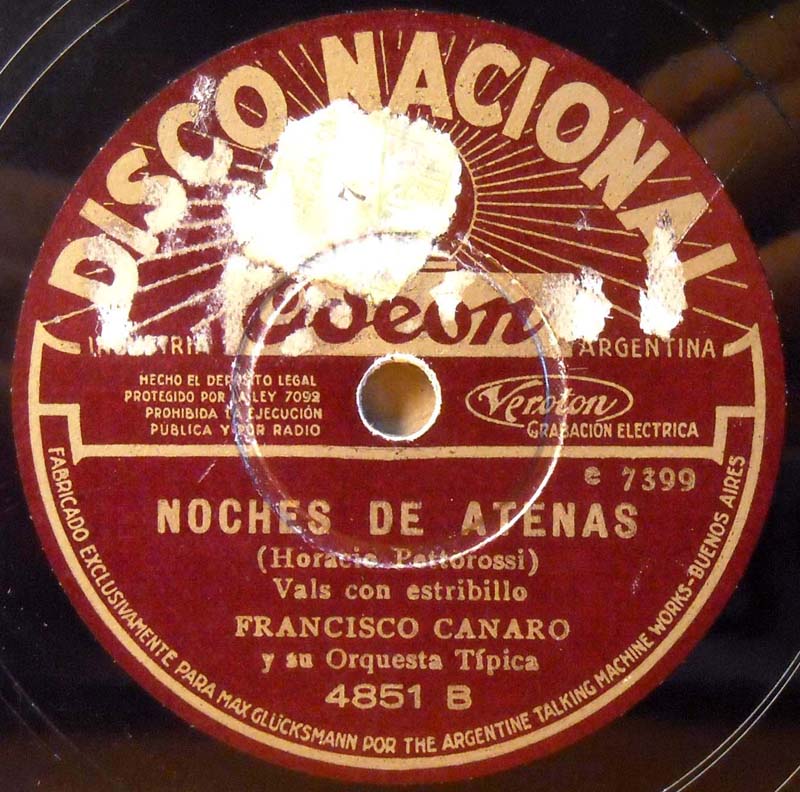 DISCO NACIONAL
Odeon
INDUSTRIA ARGENTINA
HECHO EL DEPOSITO LEGAL
PROTEGIDO POR LA LEY 7092
PROHIBIDA LA EJECUCIÓN
PUBLICA Y POR RADIO
Veroton
GRABACIÓN ELECTRICA
e 7399
NOCHES DE ATENAS
(Horacio Pettorossi)
Vals con estribillo
FRANCISCO CANARO
y su Orquesta Típica
4851 B
FABRICADO EXCLUSIVAMENTE PARA MAX GLÜCKSMANN POR THE ARGENTINE TALKING MACHINE WORKS-BUENOS AIRES